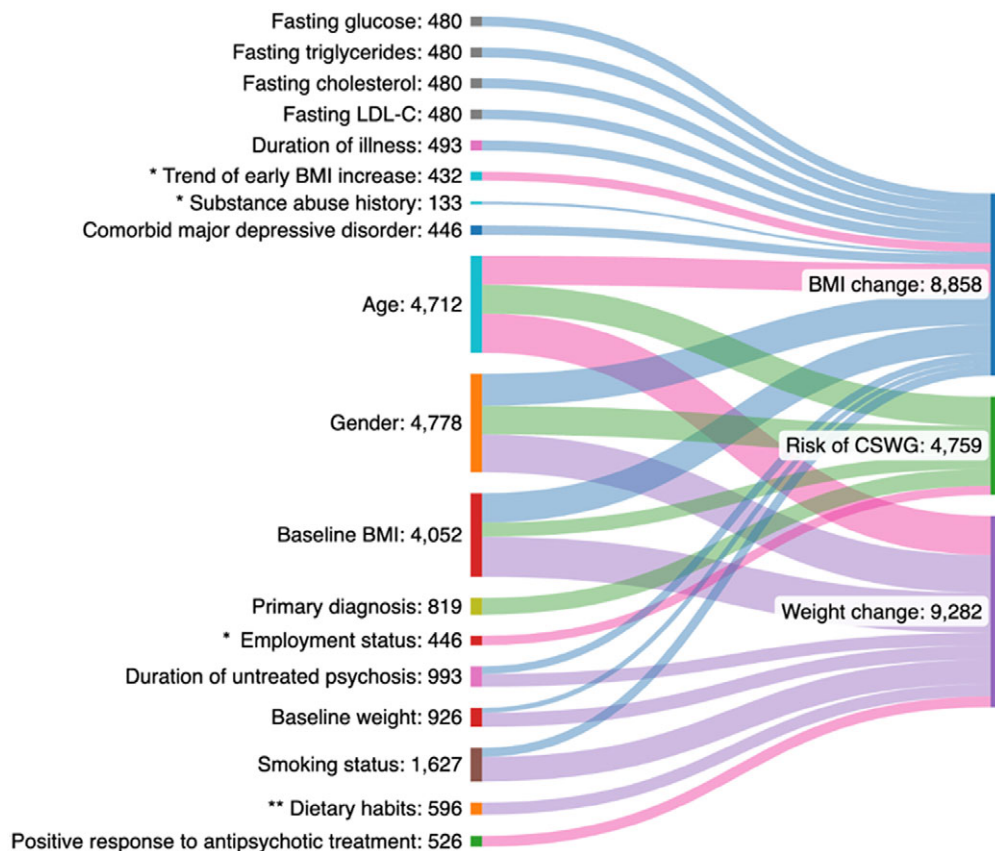 Fasting glucose: 480
Fasting triglycerides: 480
Fasting cholesterol: 480
Fasting LDL-C: 480
Duration of illness: 493
* Trend of early BMI increase: 432
* Substance abuse history: 133
Comorbid major depressive disorder: 446
Age: 4,712
Gender: 4,778
Baseline BMI: 4,052
Primary diagnosis: 819
* Employment status: 446
Duration of untreated psychosis: 993
Baseline weight: 926
Smoking status: 1,627
** Dietary habits: 596
Positive response to antipsychotic treatment: 526
BMI change: 8,858
Risk of CSWG: 4,759
Weight change: 9,282